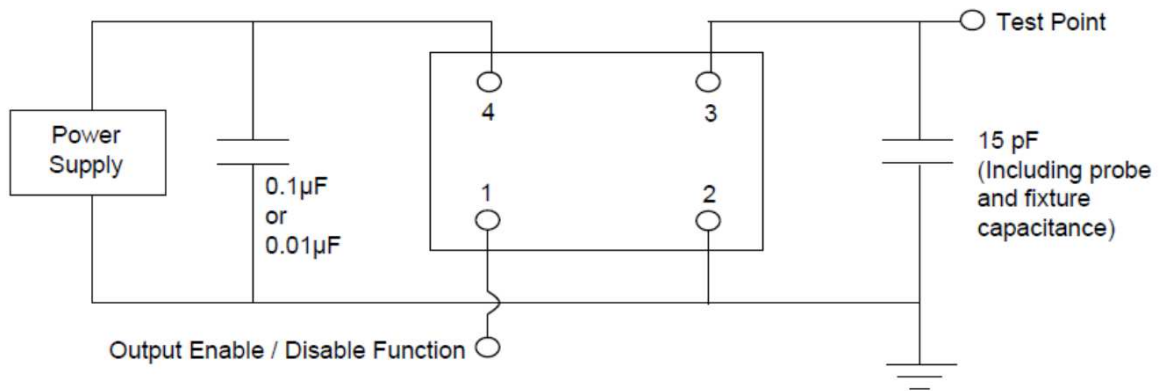 Test Point
4
3
Power
Supply
15 pF
(Including probe
and fixture
capacitance)
0.1µF
or
0.01µF
1
2
Output Enable / Disable Function